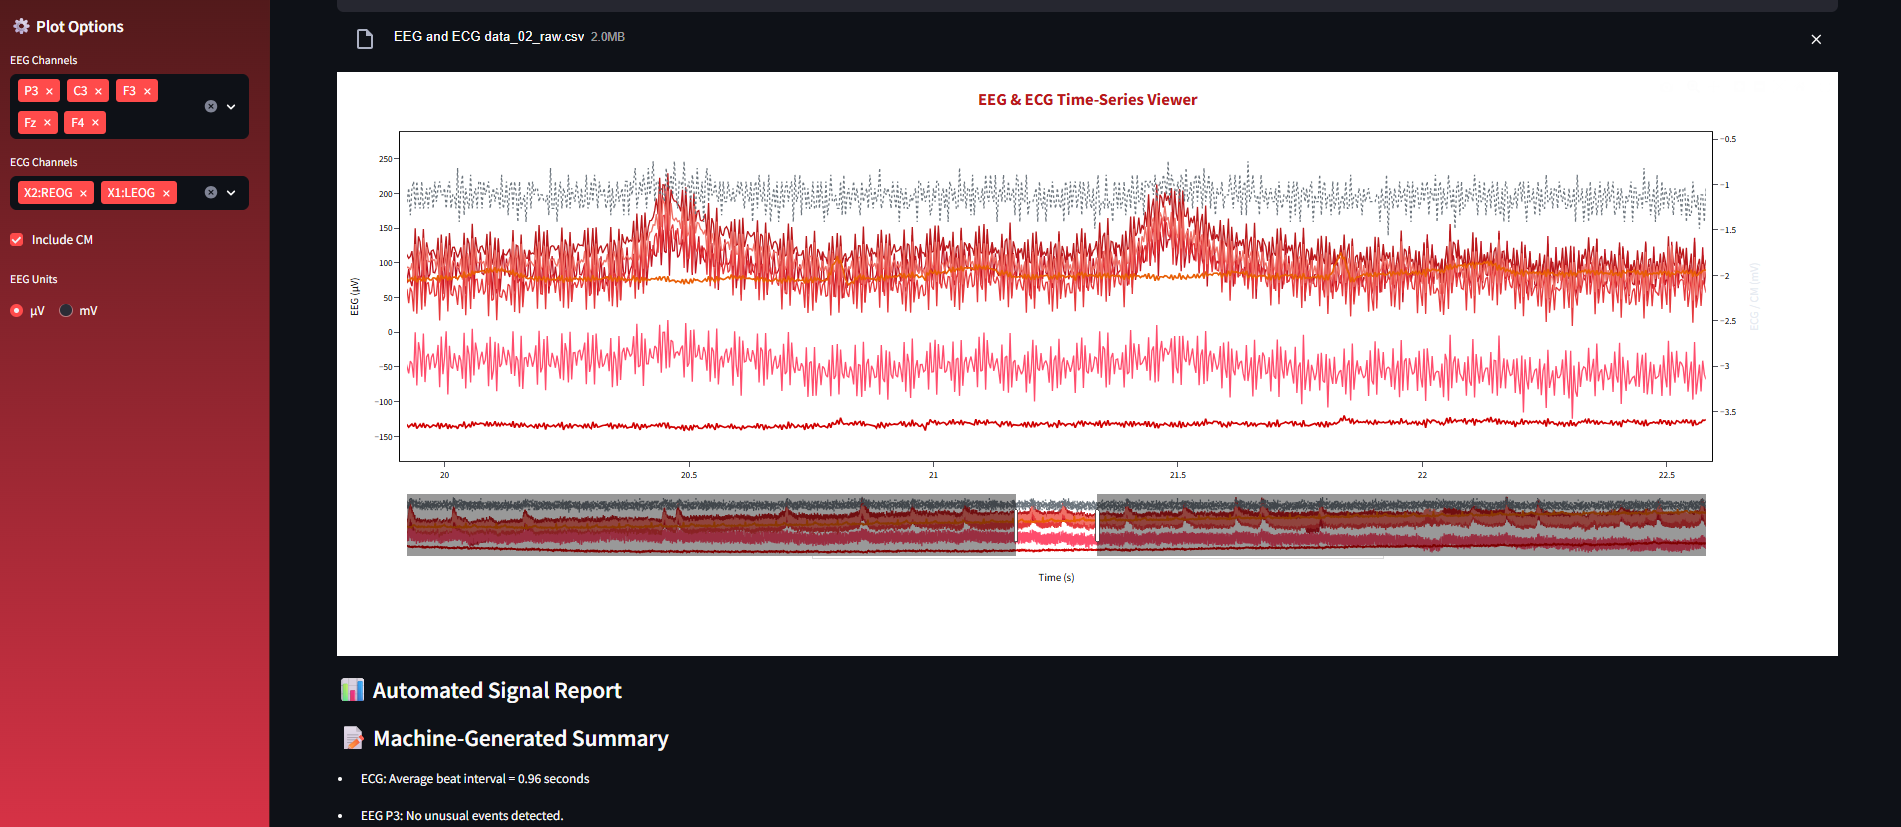 Plot Options
EEG Channels
P3 × C3 × F3 ×
Fz × F4 ×
ECG Channels
X2:REOG × X1:LEOG ×
Include CM
EEG Units
µV mV
EEG and ECG data_02_raw.csv 2.0MB
EEG & ECG Time-Series Viewer
250
200
150
100
50
0
−50
−100
−150
EEG (µV)
−0.5
−1
−1.5
−2
−2.5
−3
−3.5
ECG / CM (mV)
20 20.5 21 21.5 22 22.5
Time (s)
Automated Signal Report
Machine-Generated Summary
• ECG: Average beat interval = 0.96 seconds
• EEG P3: No unusual events detected.